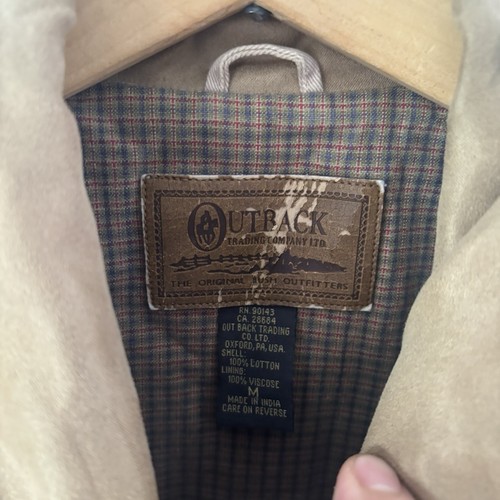 OUTBACK
TRADING COMPANY LTD.
THE ORIGINAL BUSH OUTFITTERS
RN. 90143
CA. 28684
OUT BACK TRADING
CO. LTD.
OXFORD, PA, USA.
SHELL:
100% COTTON
LINING:
100% VISCOSE
M
MADE IN INDIA
CARE ON REVERSE